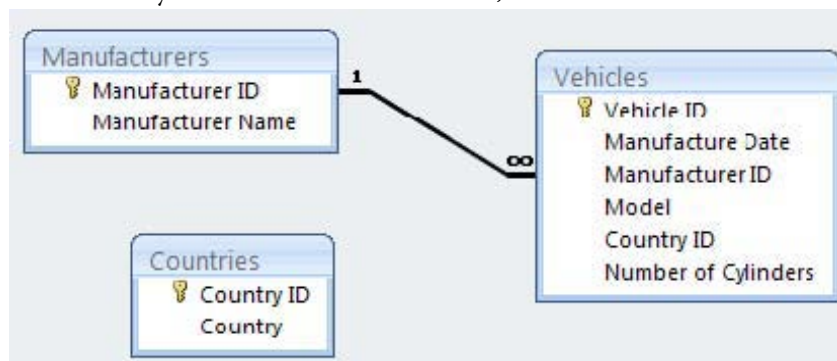 Manufacturers
Manufacturer ID
Manufacturer Name
1
∞
Vehicles
Vehicle ID
Manufacture Date
Manufacturer ID
Model
Country ID
Number of Cylinders
Countries
Country ID
Country